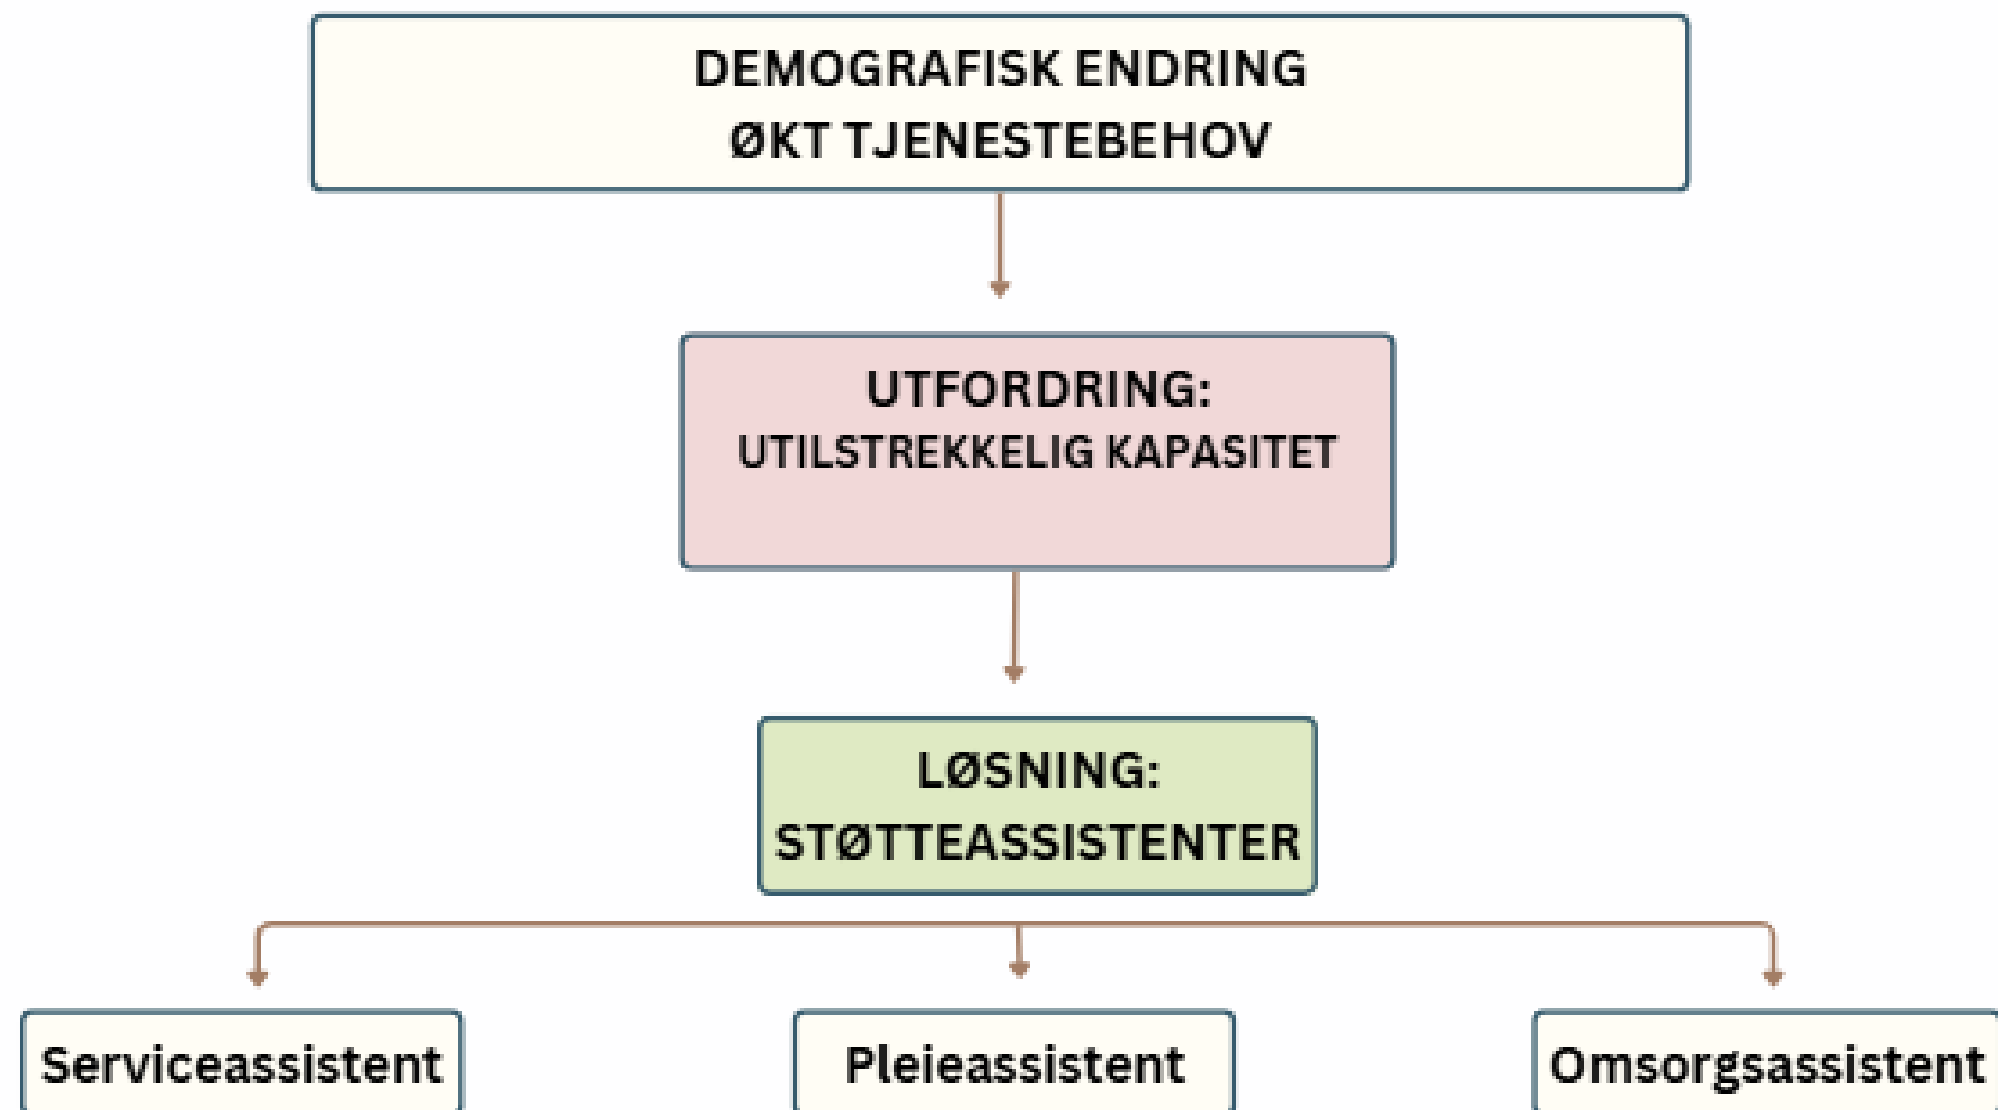 DEMOGRAFISK ENDRING
ØKT TJENESTEBEHOV
UTFORDRING:
UTILSTREKKELIG KAPASITET
LØSNING:
STØTTEASSISTENTER
Serviceassistent
Pleieassistent
Omsorgsassistent